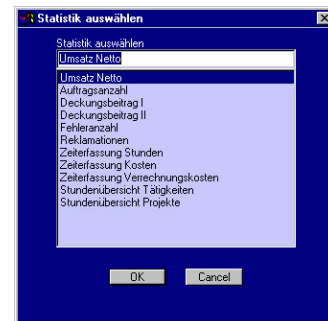 Statistik auswählen
Statistik auswählen
Umsatz Netto
Umsatz Netto
Auftragsanzahl
Deckungsbeitrag I
Deckungsbeitrag II
Fehleranzahl
Reklamationen
Zeiterfassung Stunden
Zeiterfassung Kosten
Zeiterfassung Verrechnungskosten
Stundenübersicht Tätigkeiten
Stundenübersicht Projekte
OK Cancel